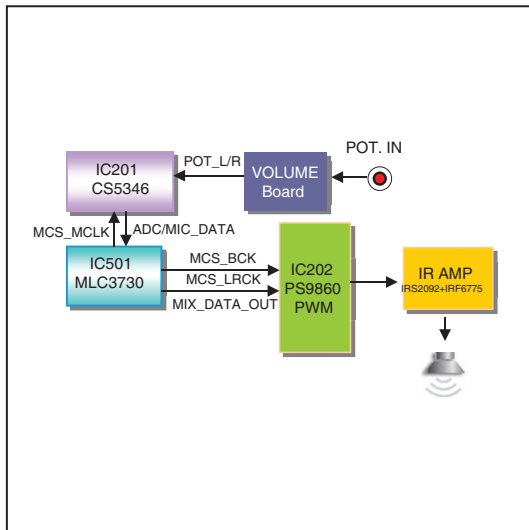 POT. IN
POT_L/R
VOLUME
Board
IC201
CS5346
MCS_MCLK
ADC/MIC_DATA
IC501
MLC3730
MCS_BCK
MCS_LRCK
MIX_DATA_OUT
IC202
PS9860
PWM
IR AMP
IRS2092+IRF6775